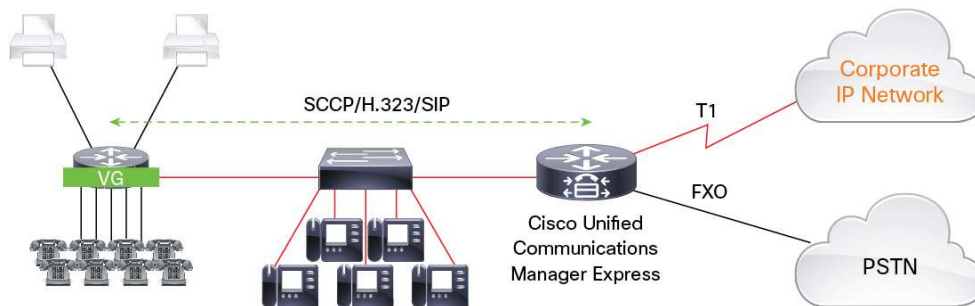 SCCP/H.323/SIP
T1
Corporate
IP Network
VG
FXO
Cisco Unified
Communications
Manager Express
PSTN